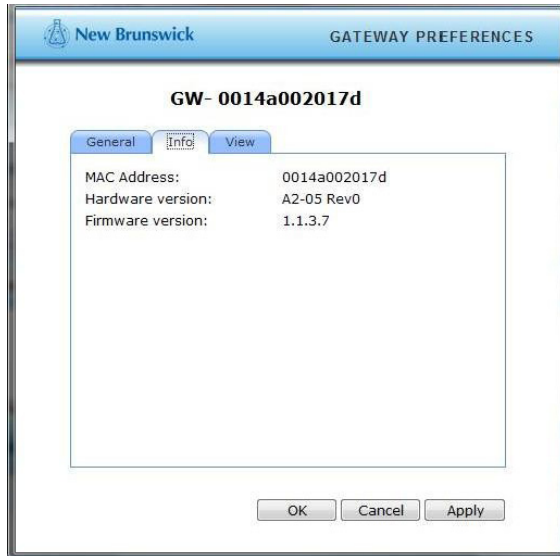 New Brunswick GATEWAY PREFERENCES
GW- 0014a002017d
General Info View
MAC Address: 0014a002017d
Hardware version: A2-05 Rev0
Firmware version: 1.1.3.7
OK Cancel Apply